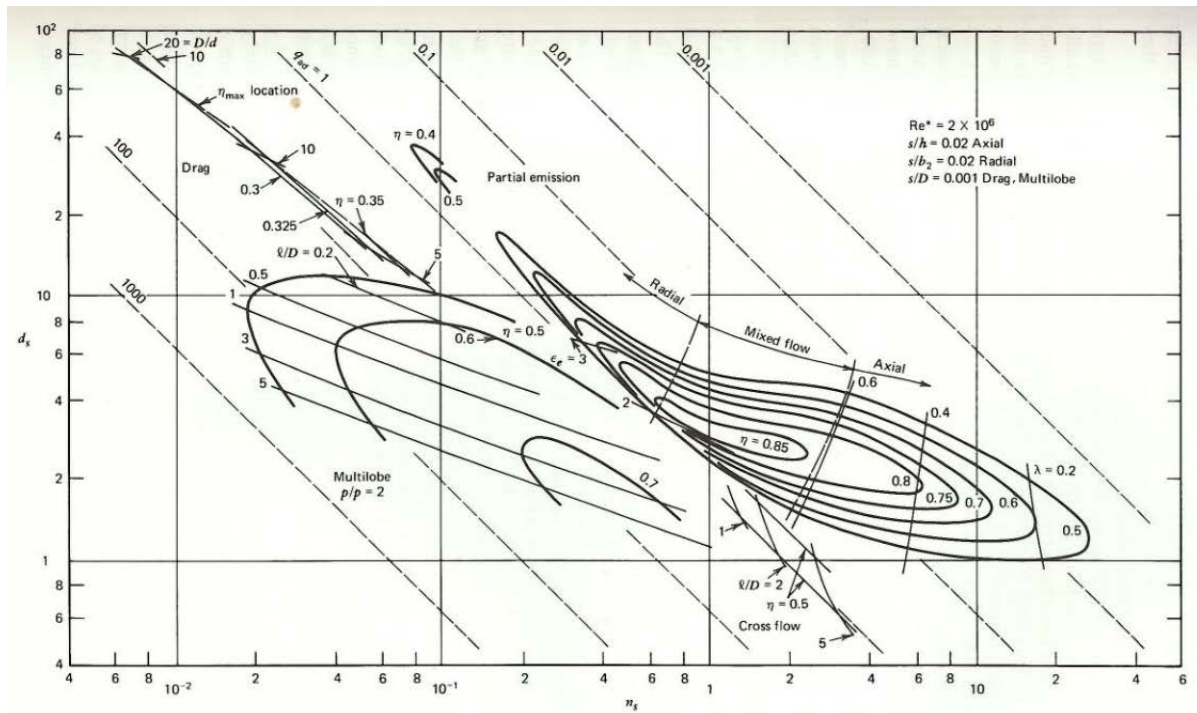 10²
8
6
4
2
10
8
6
4
2
1
8
6
4
d_s
4
6
8
10⁻²
2
4
6
8
10⁻¹
2
4
6
8
1
2
4
6
8
10
2
4
6
n_s
20 = D/d
10
η_max location
q_ad = 1
0.1
0.01
0.001
100
1000
Drag
10
0.3
0.325
η = 0.35
5
η = 0.4
0.5
Partial emission
Re* = 2 × 10⁶
s/h = 0.02 Axial
s/b₂ = 0.02 Radial
s/D = 0.001 Drag, Multilobe
ℓ/D = 0.2
0.5
1
3
5
η = 0.5
0.6
0.7
Multilobe
p/p = 2
ϵ_e = 3
2
Radial
Mixed flow
Axial
0.6
0.4
λ = 0.2
η = 0.85
0.8
0.75
0.7
0.6
0.5
1
ℓ/D = 2
η = 0.5
Cross flow
5